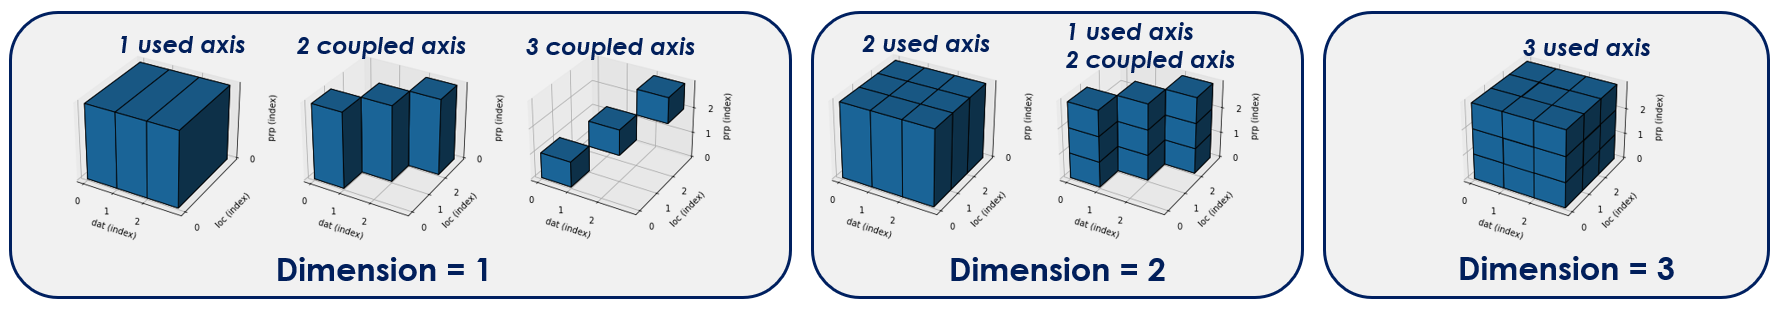 1 used axis
prp (index)
0
0
1
2
dat (index)
0
loc (index)
2 coupled axis
prp (index)
0
0
1
2
dat (index)
0
1
2
loc (index)
3 coupled axis
prp (index)
2
1
0
0
1
2
dat (index)
0
1
2
loc (index)
Dimension = 1
2 used axis
prp (index)
0
0
1
2
dat (index)
0
1
2
loc (index)
1 used axis
2 coupled axis
prp (index)
2
1
0
0
1
2
dat (index)
0
1
2
loc (index)
Dimension = 2
3 used axis
prp (index)
2
1
0
0
1
2
dat (index)
0
1
2
loc (index)
Dimension = 3